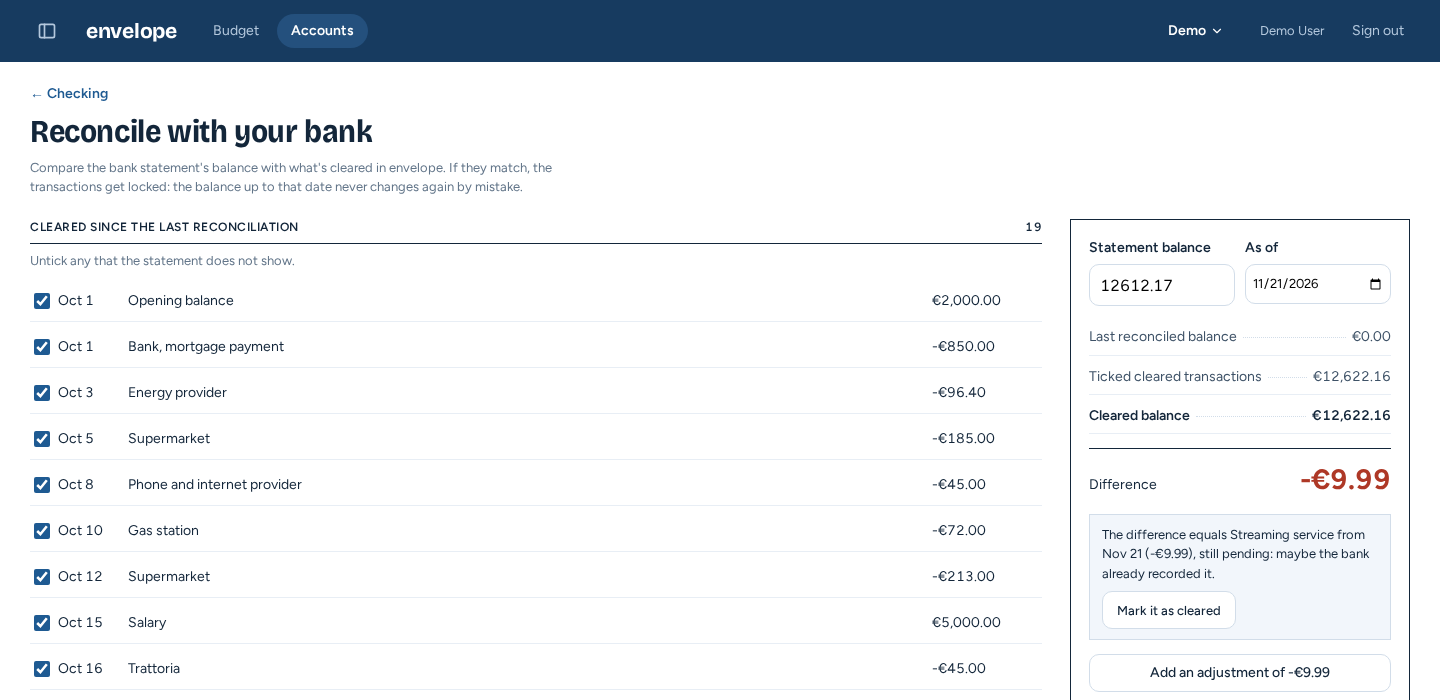 envelope
Budget
Accounts
Demo
Demo User
Sign out
← Checking
Reconcile with your bank
Compare the bank statement's balance with what's cleared in envelope. If they match, the
transactions get locked: the balance up to that date never changes again by mistake.
CLEARED SINCE THE LAST RECONCILIATION 19
Untick any that the statement does not show.
Oct 1 Opening balance €2,000.00
Oct 1 Bank, mortgage payment -€850.00
Oct 3 Energy provider -€96.40
Oct 5 Supermarket -€185.00
Oct 8 Phone and internet provider -€45.00
Oct 10 Gas station -€72.00
Oct 12 Supermarket -€213.00
Oct 15 Salary €5,000.00
Oct 16 Trattoria -€45.00
Statement balance As of
12612.17 11/21/2026
Last reconciled balance €0.00
Ticked cleared transactions €12,622.16
Cleared balance €12,622.16
Difference -€9.99
The difference equals Streaming service from
Nov 21 (-€9.99), still pending: maybe the bank
already recorded it.
Mark it as cleared
Add an adjustment of -€9.99